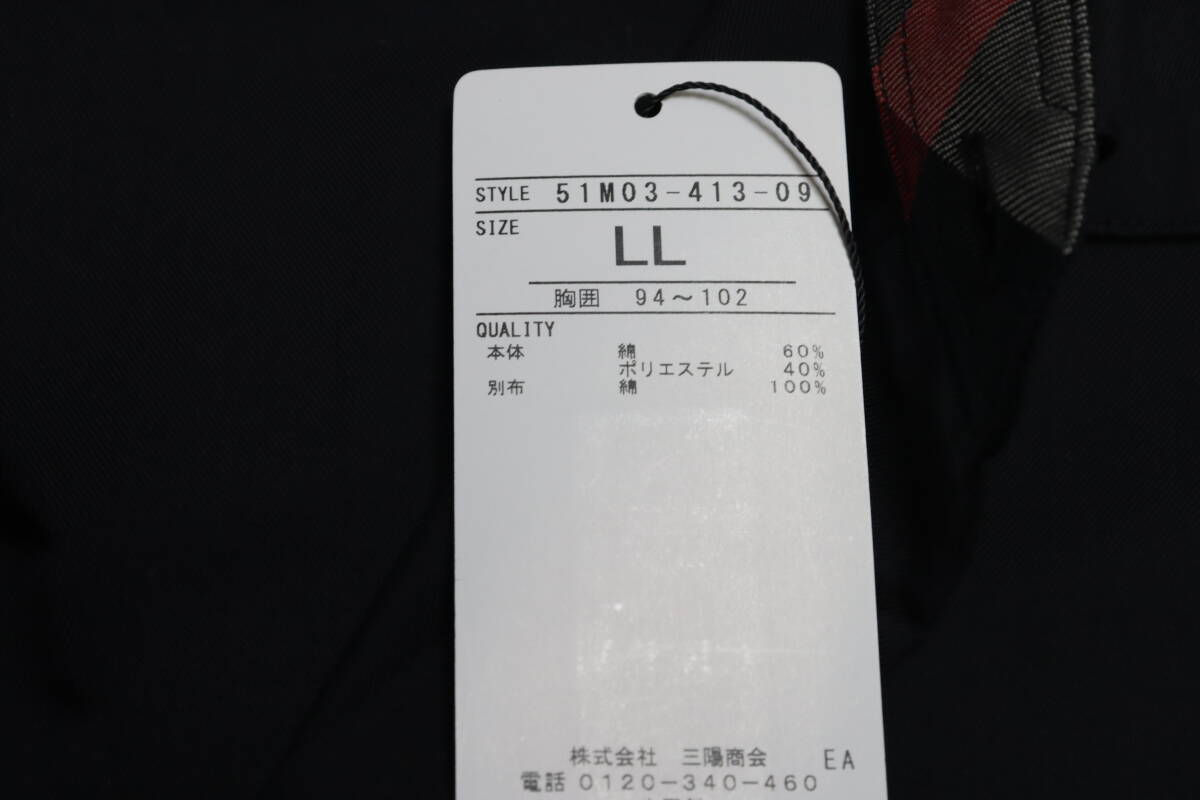 STYLE 51M03-413-09
SIZE
LL
胸囲 94〜102
QUALITY
本体 綿 60%
ポリエステル 40%
別布 綿 100%
株式会社 三陽商会 EA
電話 0120-340-460